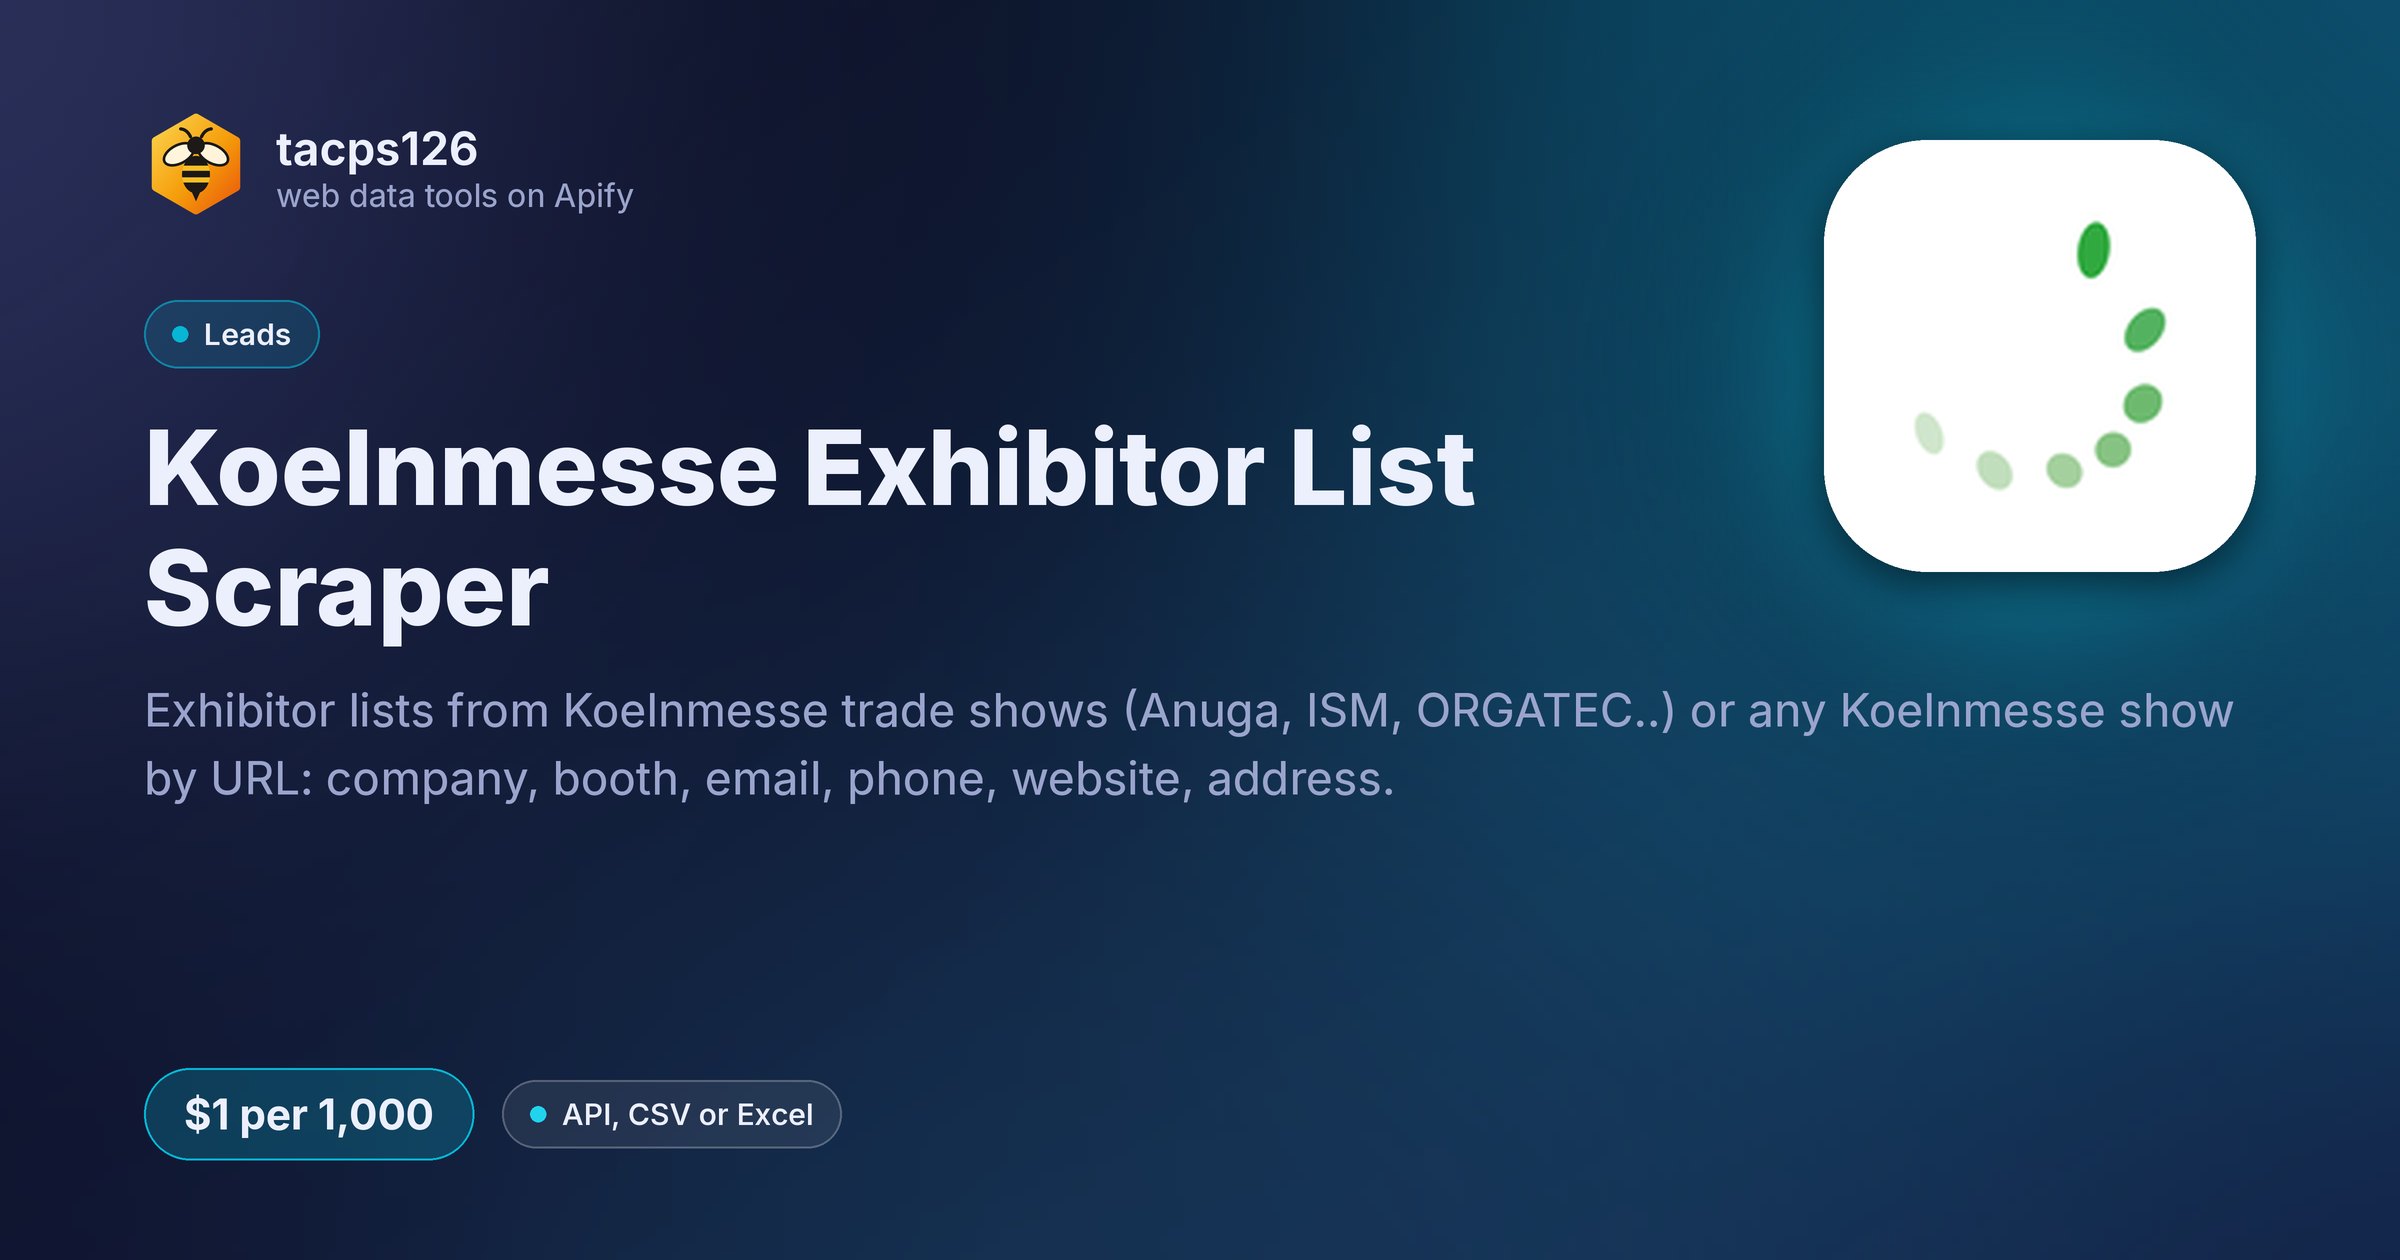 tacps126
web data tools on Apify
Leads
Koelnmesse Exhibitor List
Scraper
Exhibitor lists from Koelnmesse trade shows (Anuga, ISM, ORGATEC..) or any Koelnmesse show
by URL: company, booth, email, phone, website, address.
$1 per 1,000
API, CSV or Excel